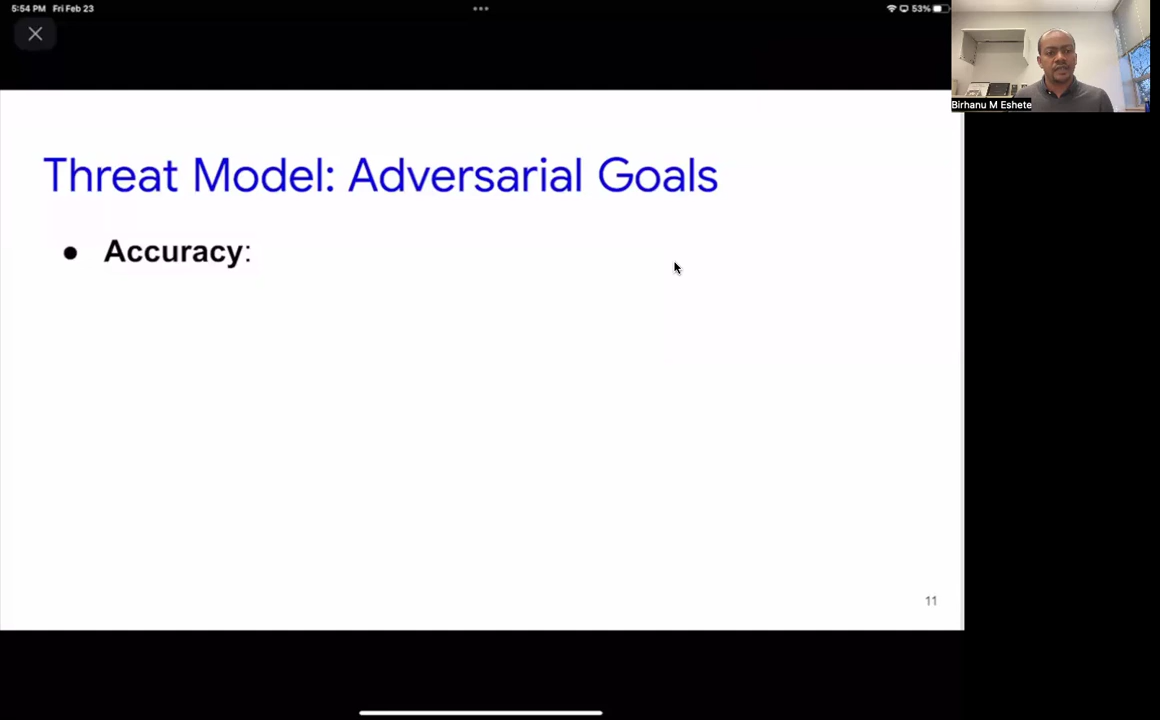 5:54 PM Fri Feb 23
53%
Birhanu M Eshete
Threat Model: Adversarial Goals
● Accuracy:
11